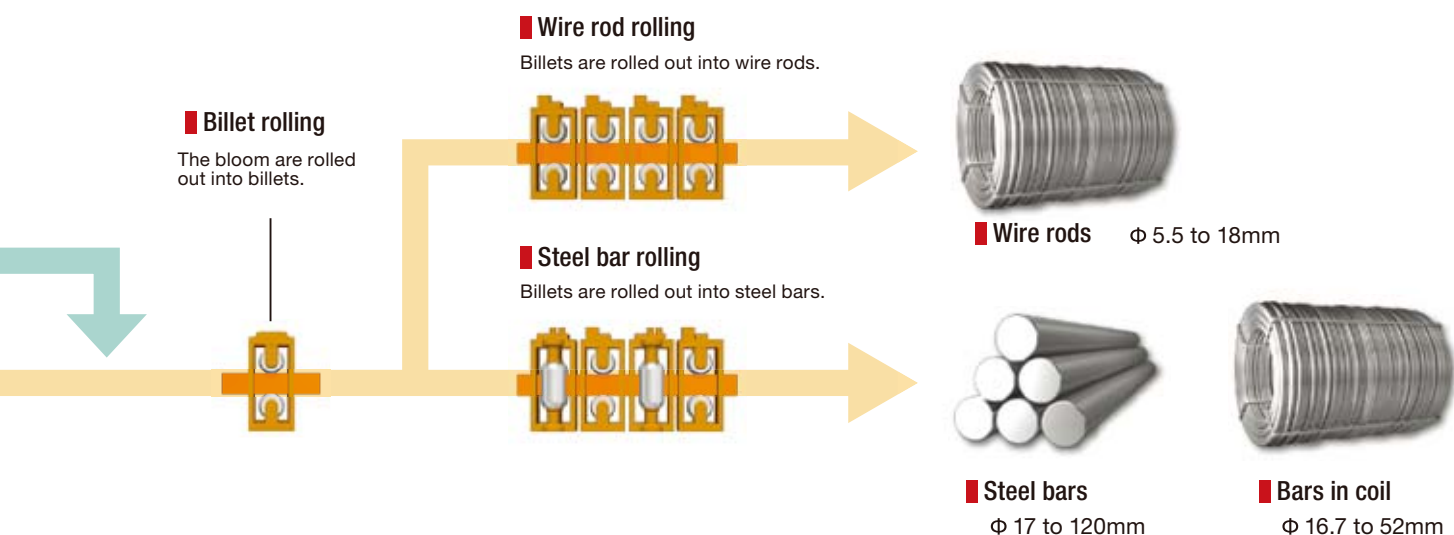 Wire rod rolling
Billets are rolled out into wire rods.
Billet rolling
The bloom are rolled
out into billets.
Wire rods Φ 5.5 to 18mm
Steel bar rolling
Billets are rolled out into steel bars.
Steel bars
Φ 17 to 120mm
Bars in coil
Φ 16.7 to 52mm